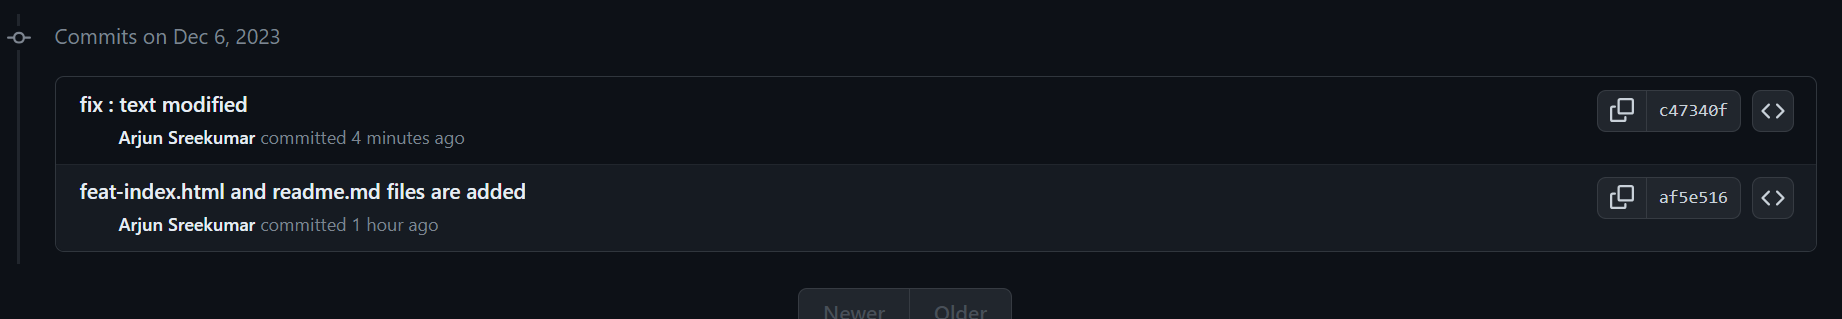 Commits on Dec 6, 2023
fix : text modified
Arjun Sreekumar committed 4 minutes ago
c47340f
feat-index.html and readme.md files are added
Arjun Sreekumar committed 1 hour ago
af5e516
Newer Older